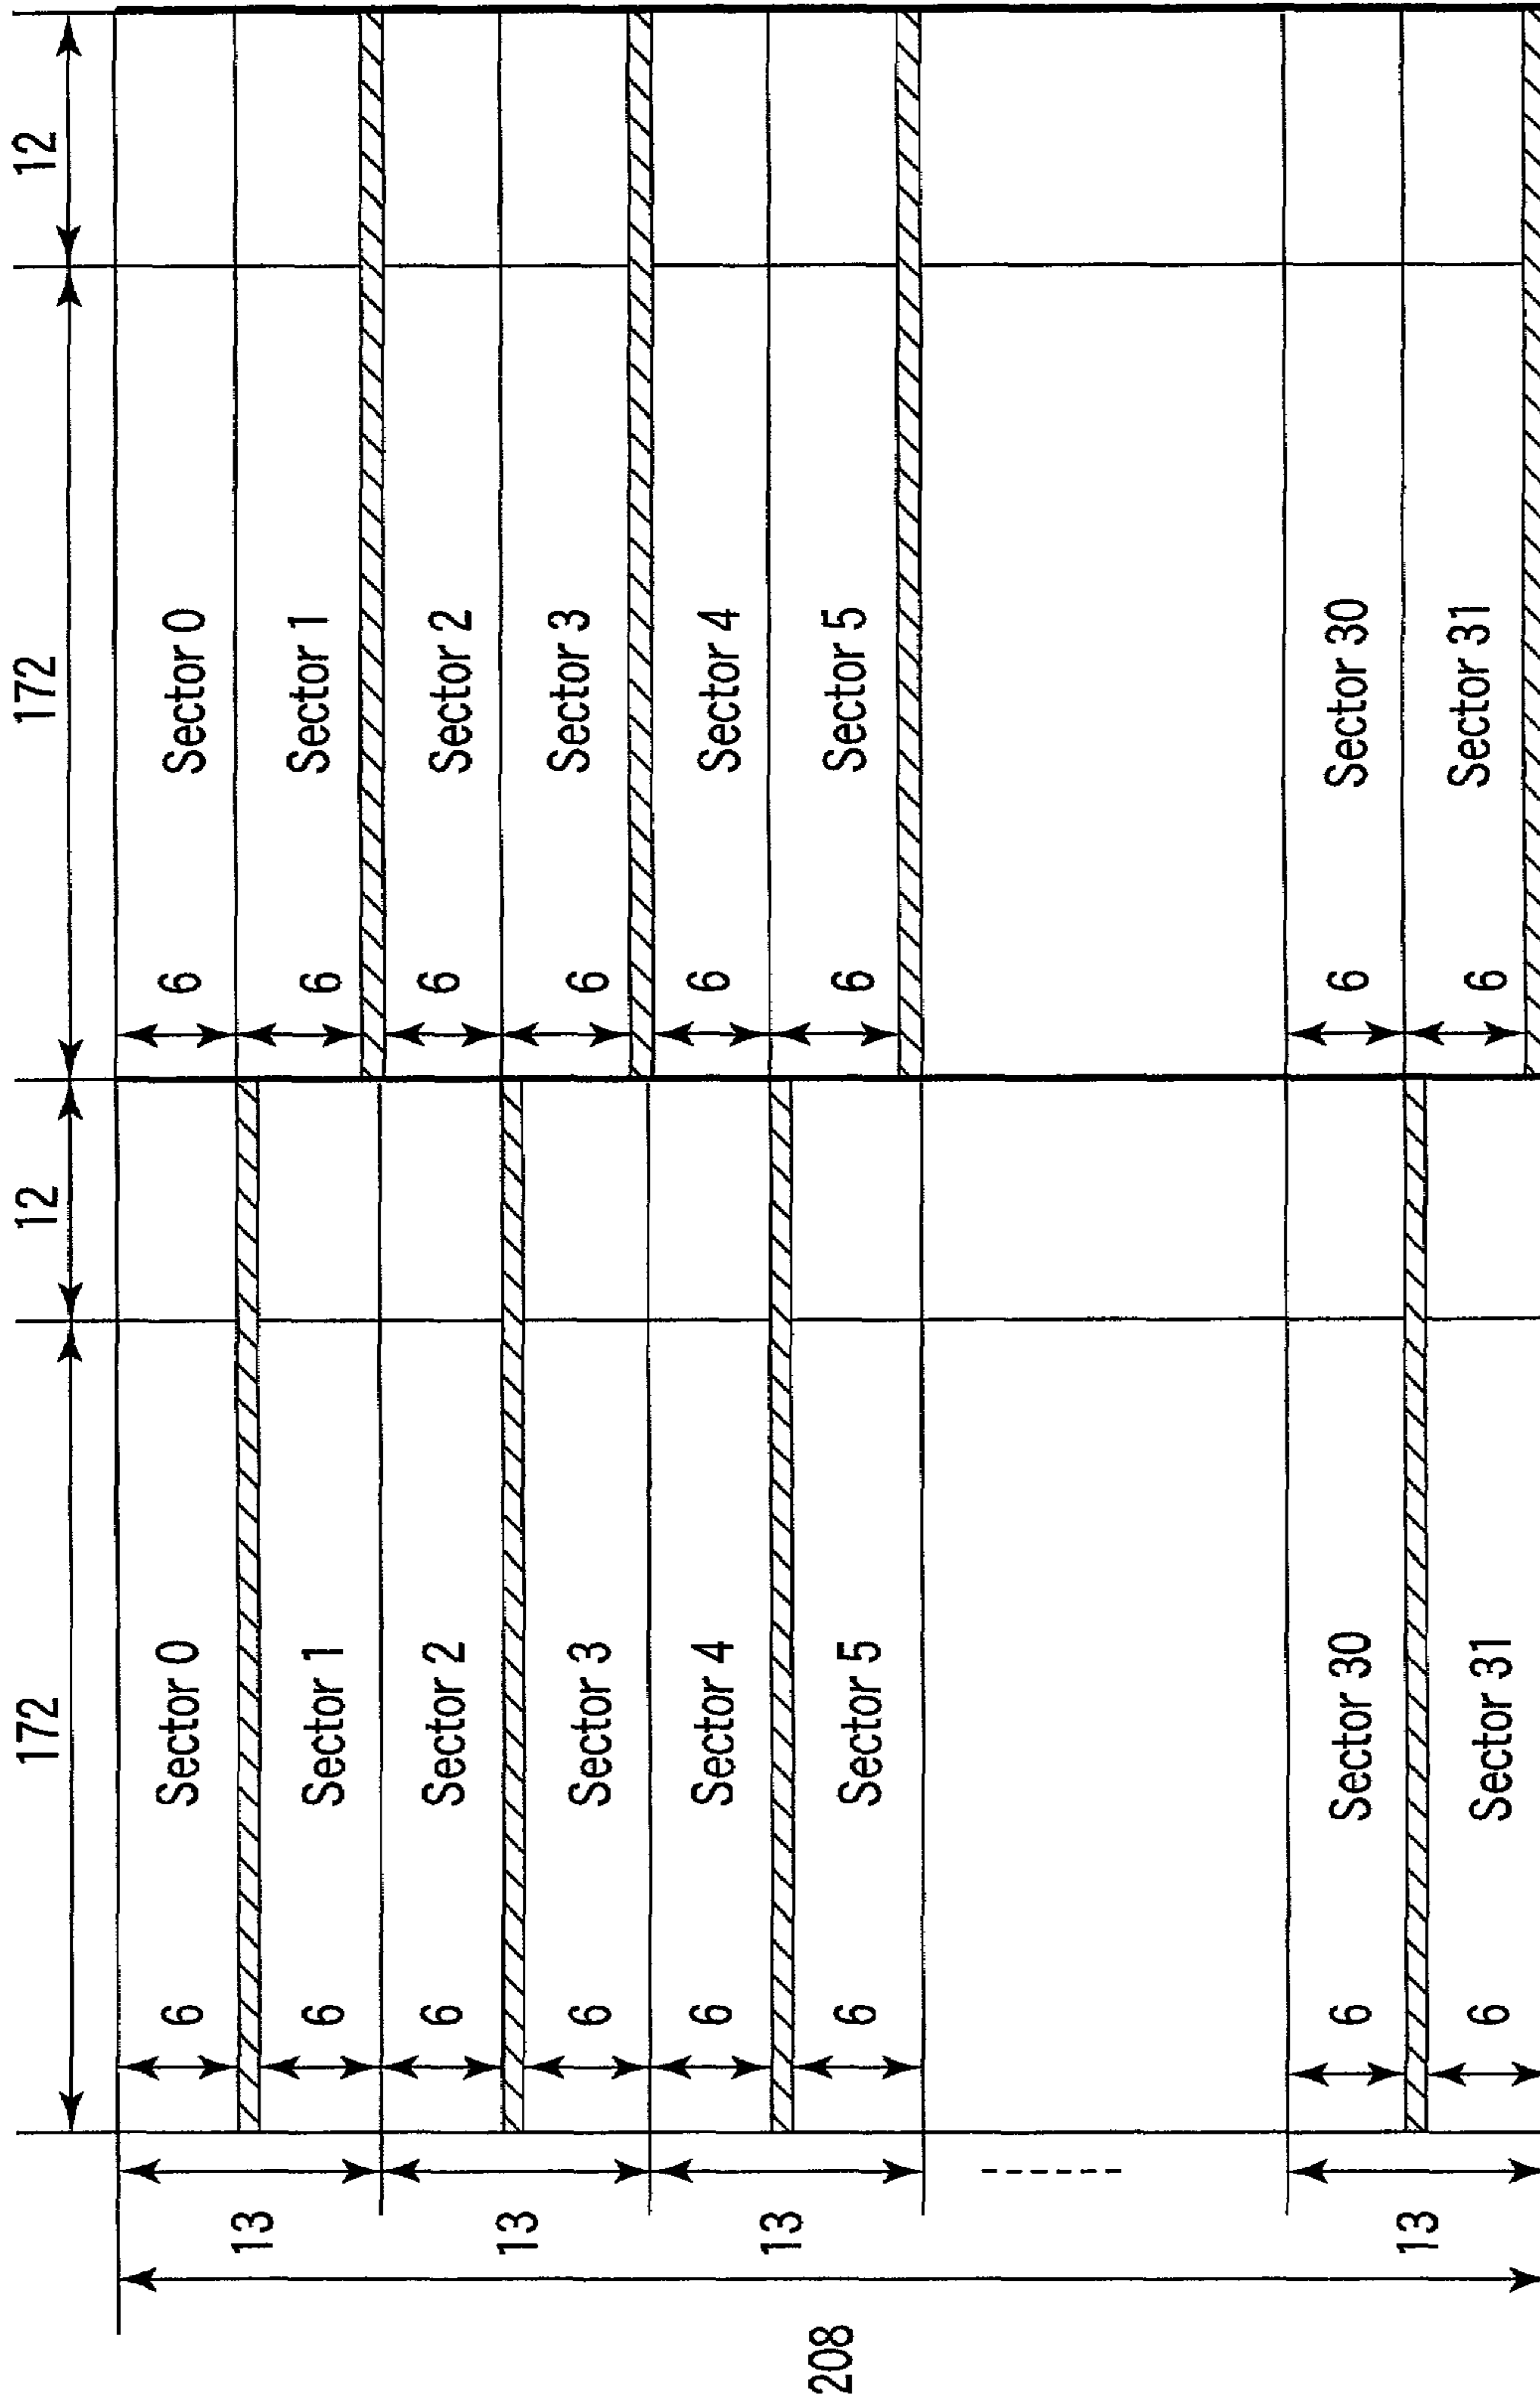 172 12 172 12
6 Sector 0 6 Sector 0
13
6 Sector 1 6 Sector 1
6 Sector 2 6 Sector 2
13
6 Sector 3 6 Sector 3
6 Sector 4 6 Sector 4
13
208
6 Sector 5 6 Sector 5
6 Sector 30 6 Sector 30
13
6 Sector 31 6 Sector 31